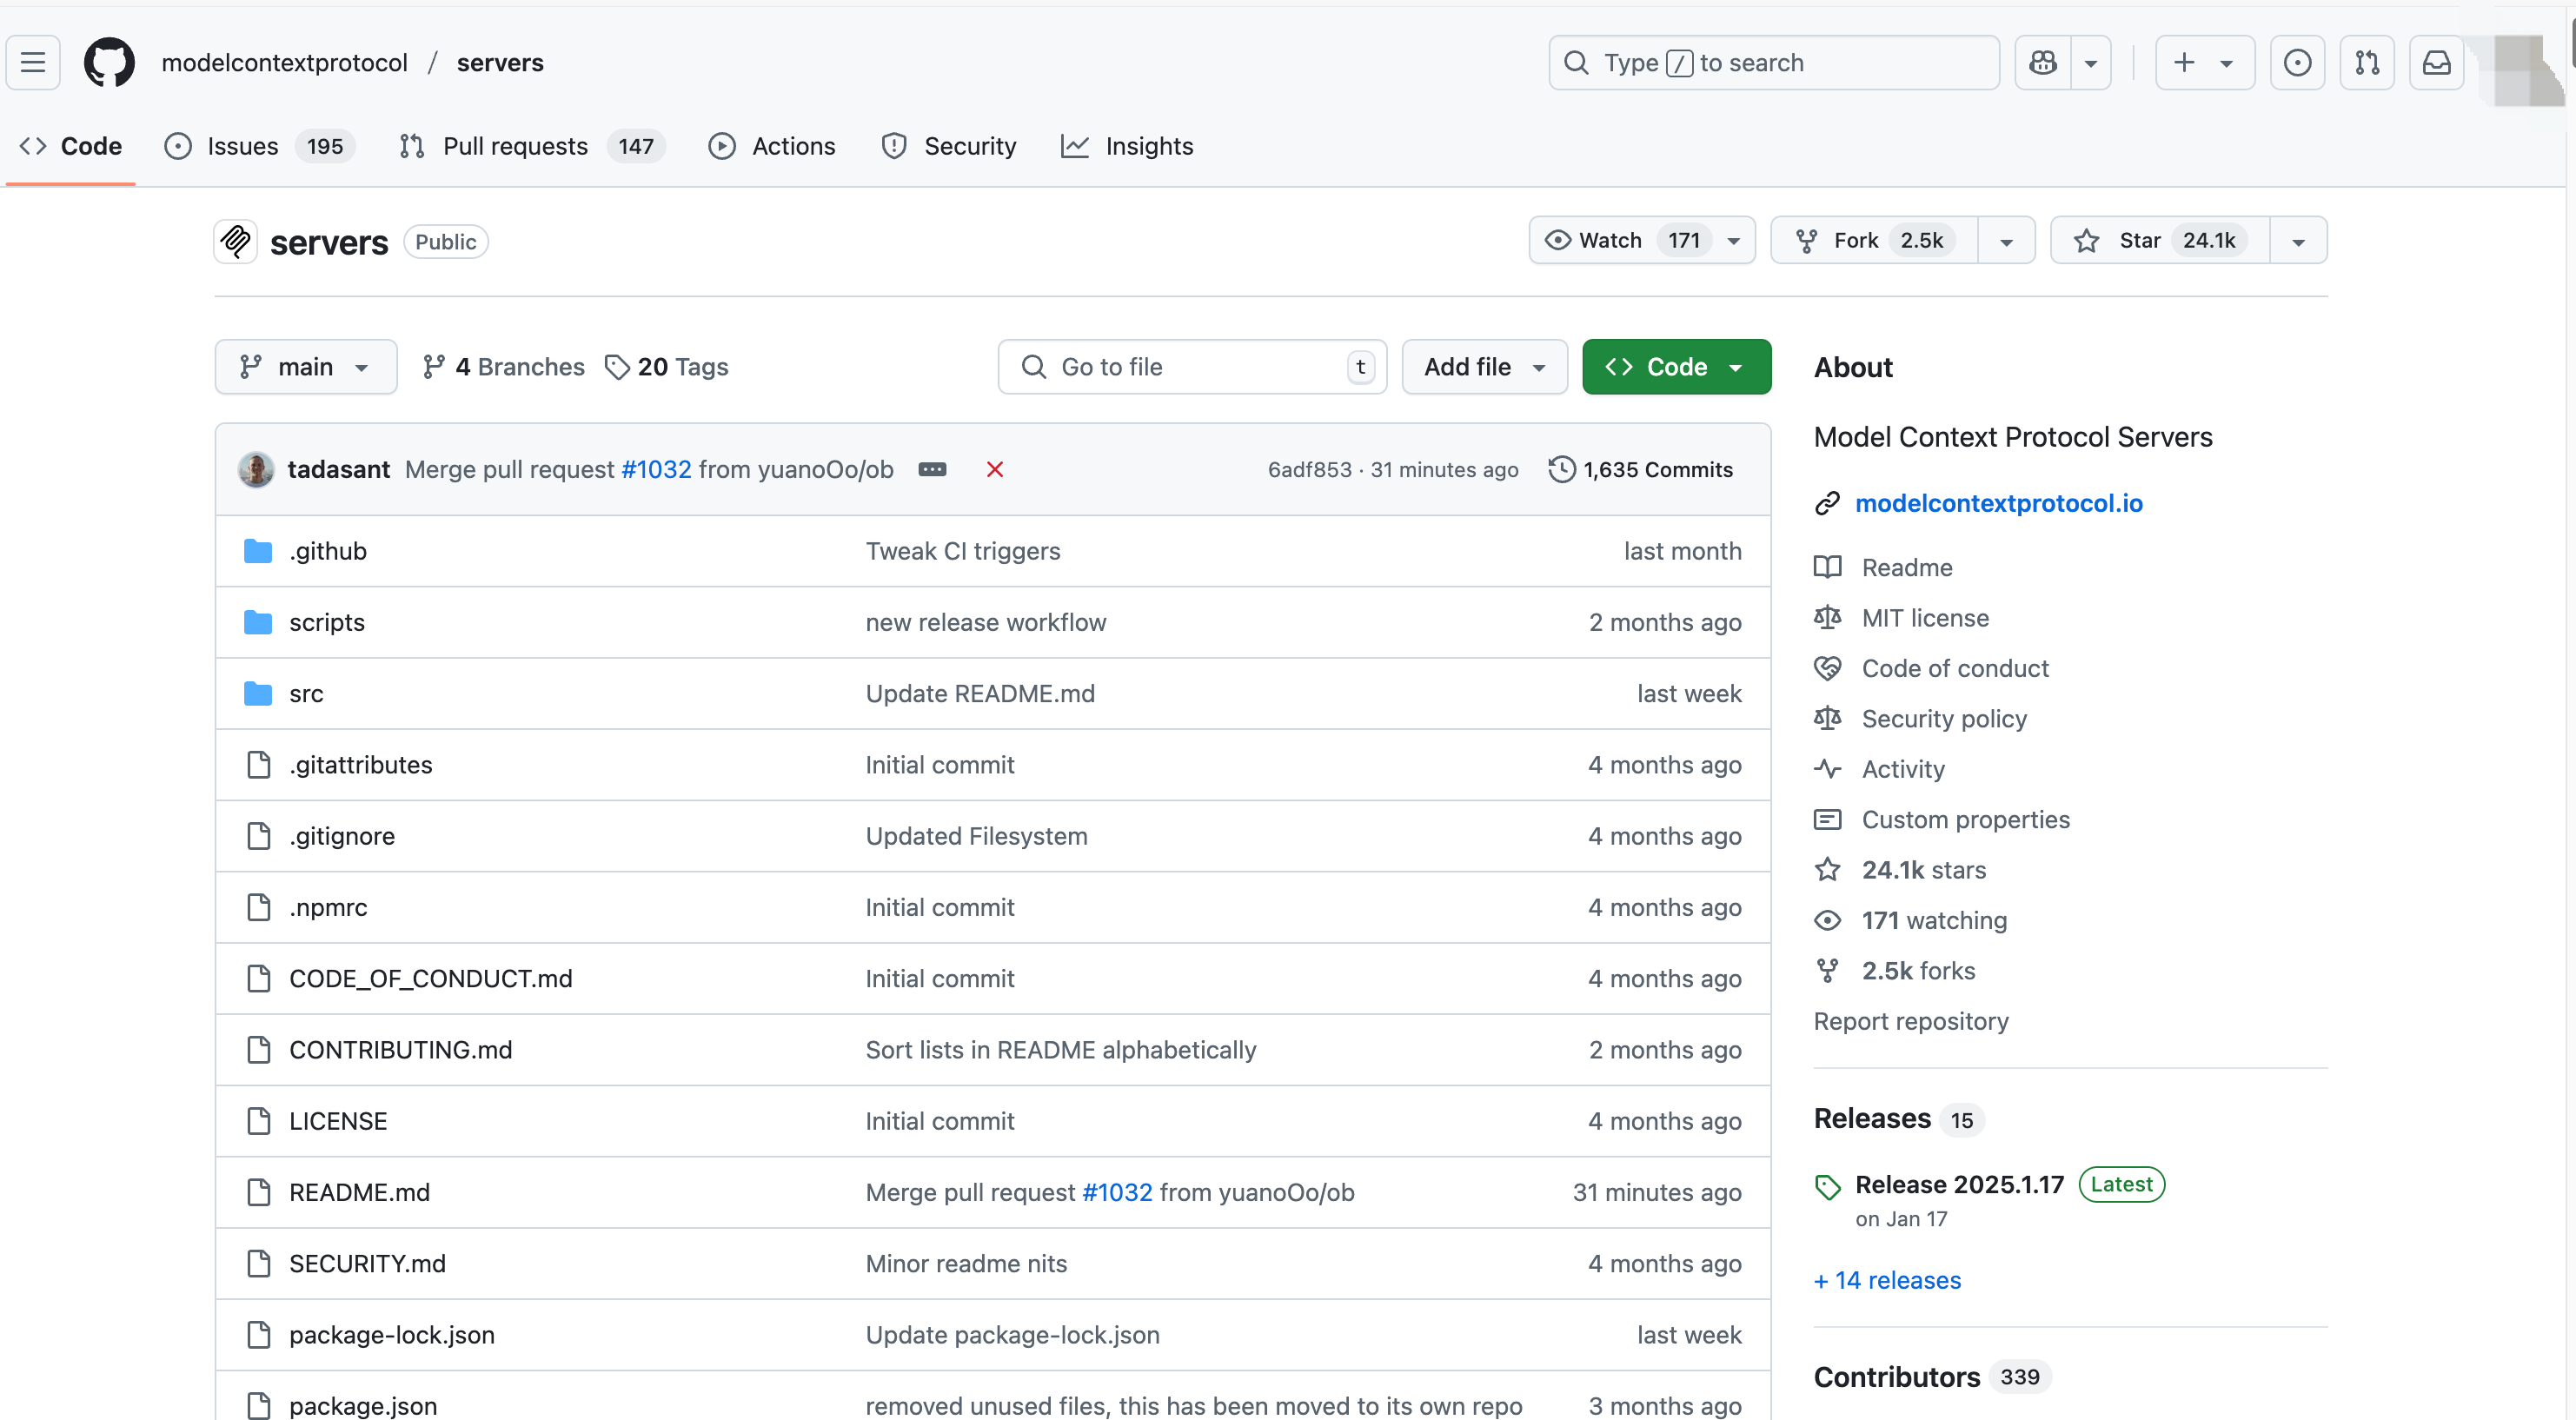 modelcontextprotocol / servers
Type / to search
Code Issues 195 Pull requests 147 Actions Security Insights
servers Public
Watch 171 Fork 2.5k Star 24.1k
main 4 Branches 20 Tags
Go to file t Add file Code
tadasant Merge pull request #1032 from yuanoOo/ob ... 6adf853 · 31 minutes ago 1,635 Commits
.github Tweak CI triggers last month
scripts new release workflow 2 months ago
src Update README.md last week
.gitattributes Initial commit 4 months ago
.gitignore Updated Filesystem 4 months ago
.npmrc Initial commit 4 months ago
CODE_OF_CONDUCT.md Initial commit 4 months ago
CONTRIBUTING.md Sort lists in README alphabetically 2 months ago
LICENSE Initial commit 4 months ago
README.md Merge pull request #1032 from yuanoOo/ob 31 minutes ago
SECURITY.md Minor readme nits 4 months ago
package-lock.json Update package-lock.json last week
package.json removed unused files, this has been moved to its own repo 3 months ago
About
Model Context Protocol Servers
modelcontextprotocol.io
Readme
MIT license
Code of conduct
Security policy
Activity
Custom properties
24.1k stars
171 watching
2.5k forks
Report repository
Releases 15
Release 2025.1.17 Latest
on Jan 17
+ 14 releases
Contributors 339